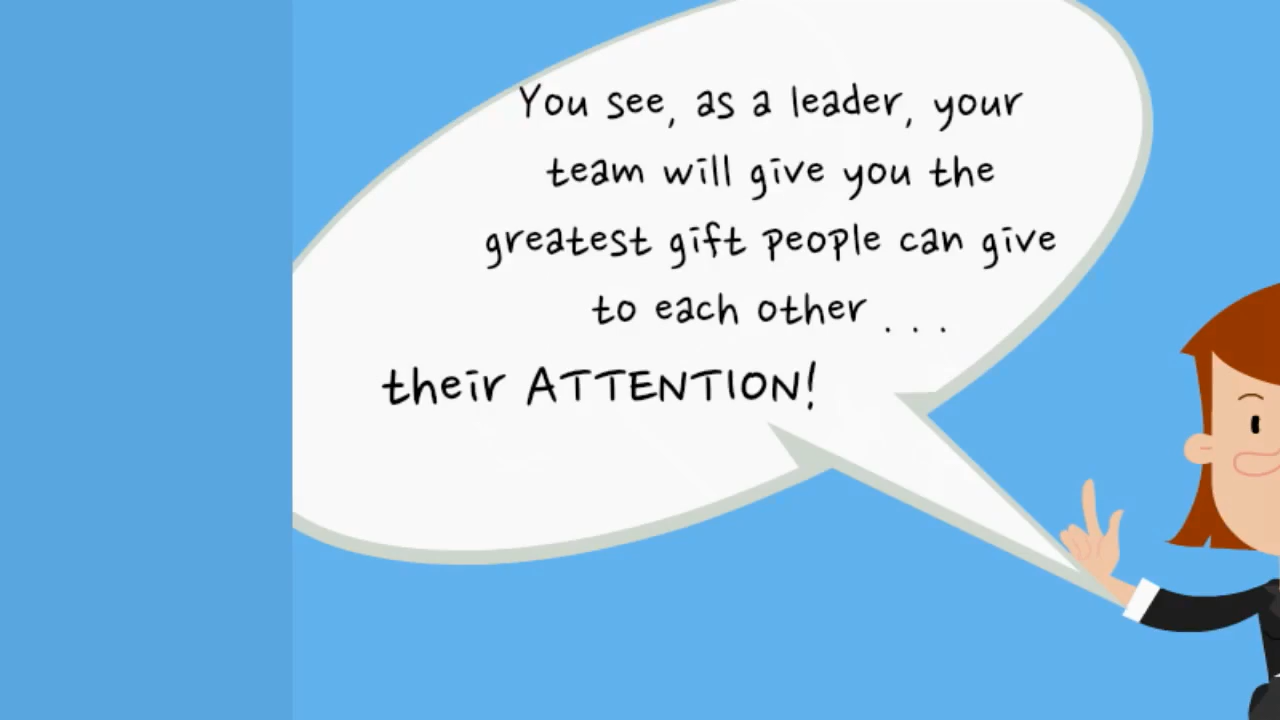 You see, as a leader, your
team will give you the
greatest gift people can give
to each other . . .
their ATTENTION!